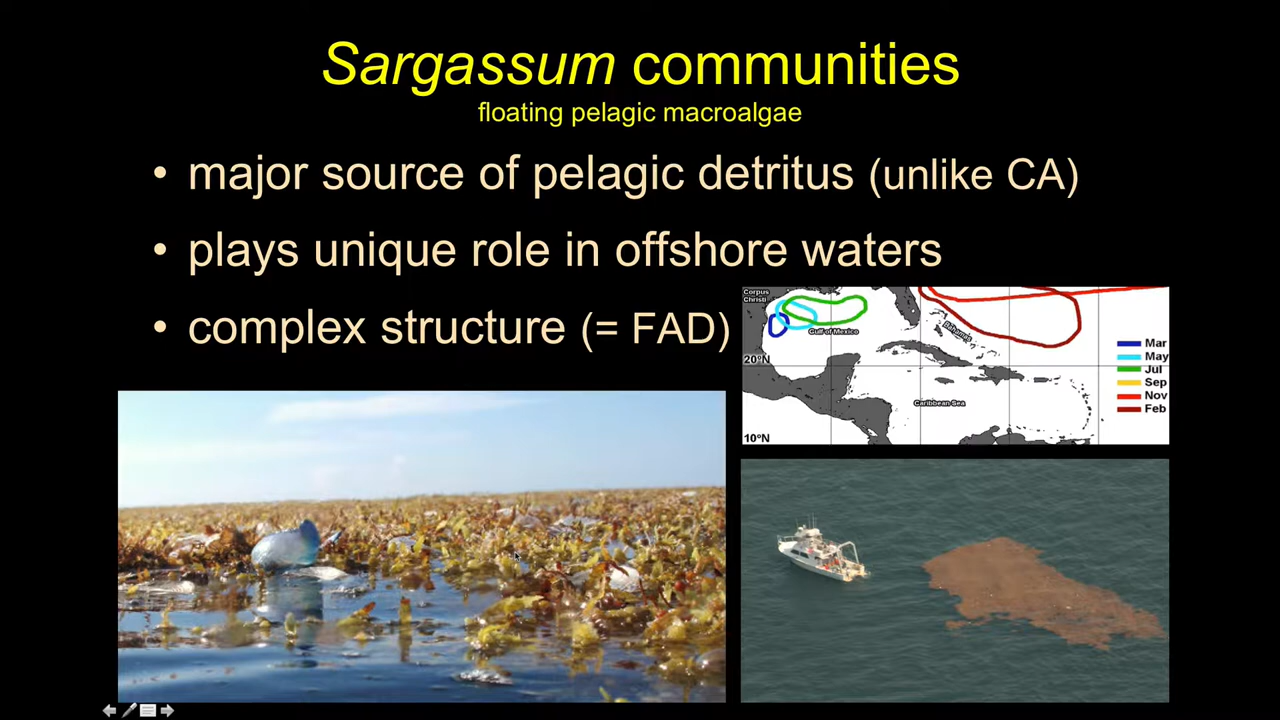 Sargassum communities
floating pelagic macroalgae
• major source of pelagic detritus (unlike CA)
• plays unique role in offshore waters
• complex structure (= FAD)
Corpus
Christi
Gulf of Mexico
Bahamas
20°N
Caribbean Sea
10°N
Mar
May
Jul
Sep
Nov
Feb